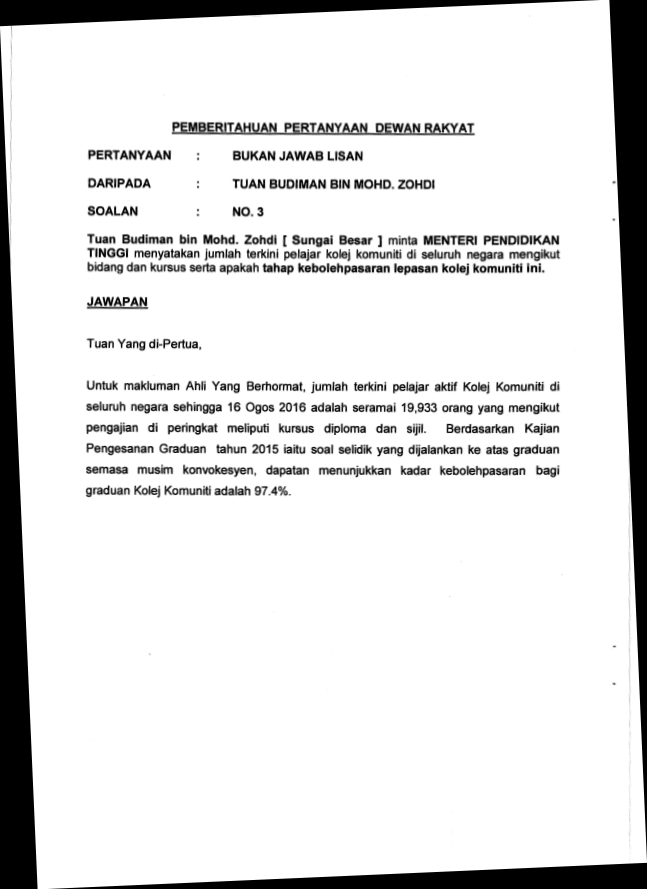 PEMBERITAHUAN PERTANYAAN DEWAN RAKYAT
PERTANYAAN : BUKAN JAWAB LISAN
DARIPADA : TUAN BUDIMAN BIN MOHD. ZOHDI
SOALAN : NO. 3
Tuan Budiman bin Mohd. Zohdi [ Sungai Besar ] minta MENTERI PENDIDIKAN
TINGGI menyatakan jumlah terkini pelajar kolej komuniti di seluruh negara mengikut
bidang dan kursus serta apakah tahap kebolehpasaran lepasan kolej komuniti ini.
JAWAPAN
Tuan Yang di-Pertua,
Untuk makluman Ahli Yang Berhormat, jumlah terkini pelajar aktif Kolej Komuniti di
seluruh negara sehingga 16 Ogos 2016 adalah seramai 19,933 orang yang mengikut
pengajian di peringkat meliputi kursus diploma dan sijil. Berdasarkan Kajian
Pengesanan Graduan tahun 2015 iaitu soal selidik yang dijalankan ke atas graduan
semasa musim konvokesyen, dapatan menunjukkan kadar kebolehpasaran bagi
graduan Kolej Komuniti adalah 97.4%.